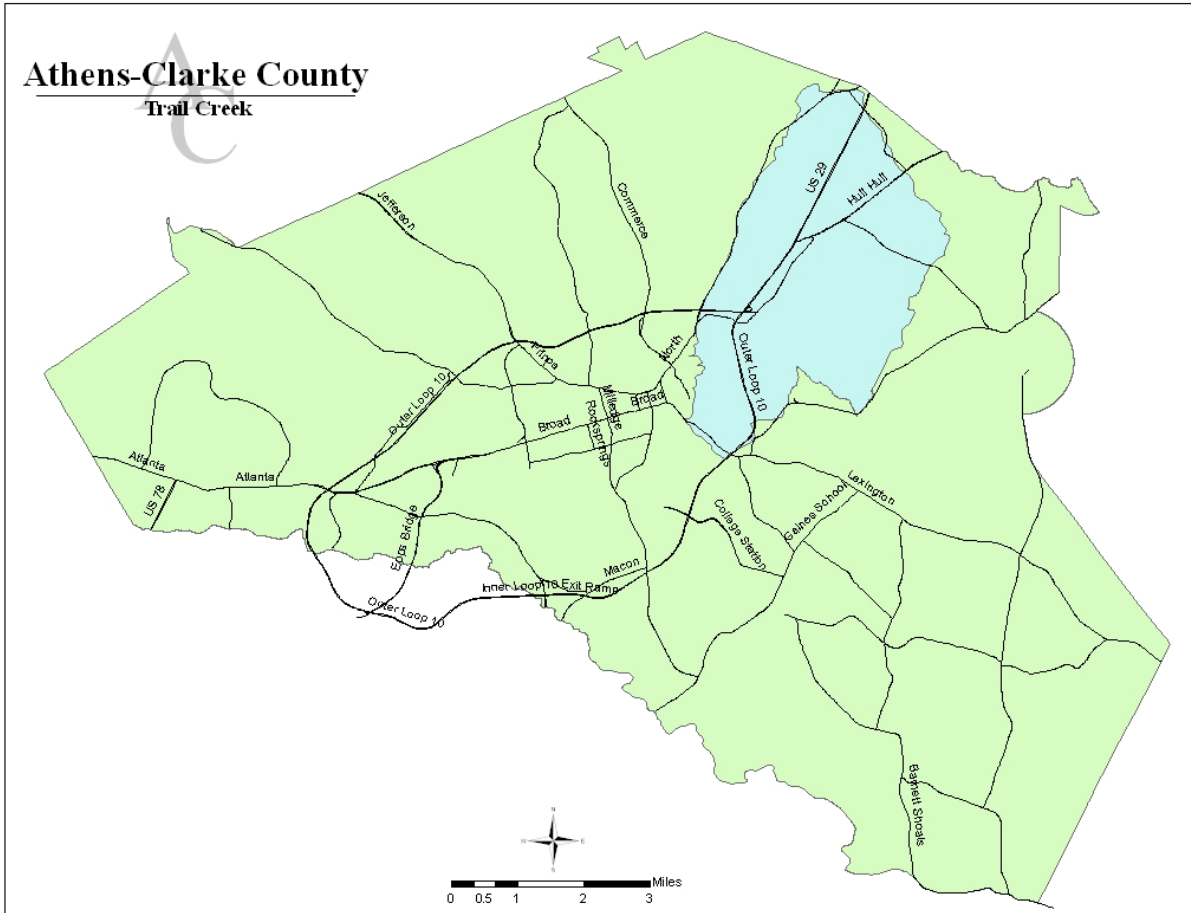 Athens-Clarke County
AC
Trail Creek
US 29
Hull Hull
Jefferson
Commerce
Outer Loop 10
North
Prince
Outer Loop 10
Milledge
Broad
Broad
Rocksprings
Atlanta
Atlanta
US 78
Lexington
Gaines School
College Station
Epps Bridge
Macon
Inner Loop 10 Exit Ramp
Outer Loop 10
Barnett Shoals
N
W
E
S
Miles
0 0.5 1 2 3